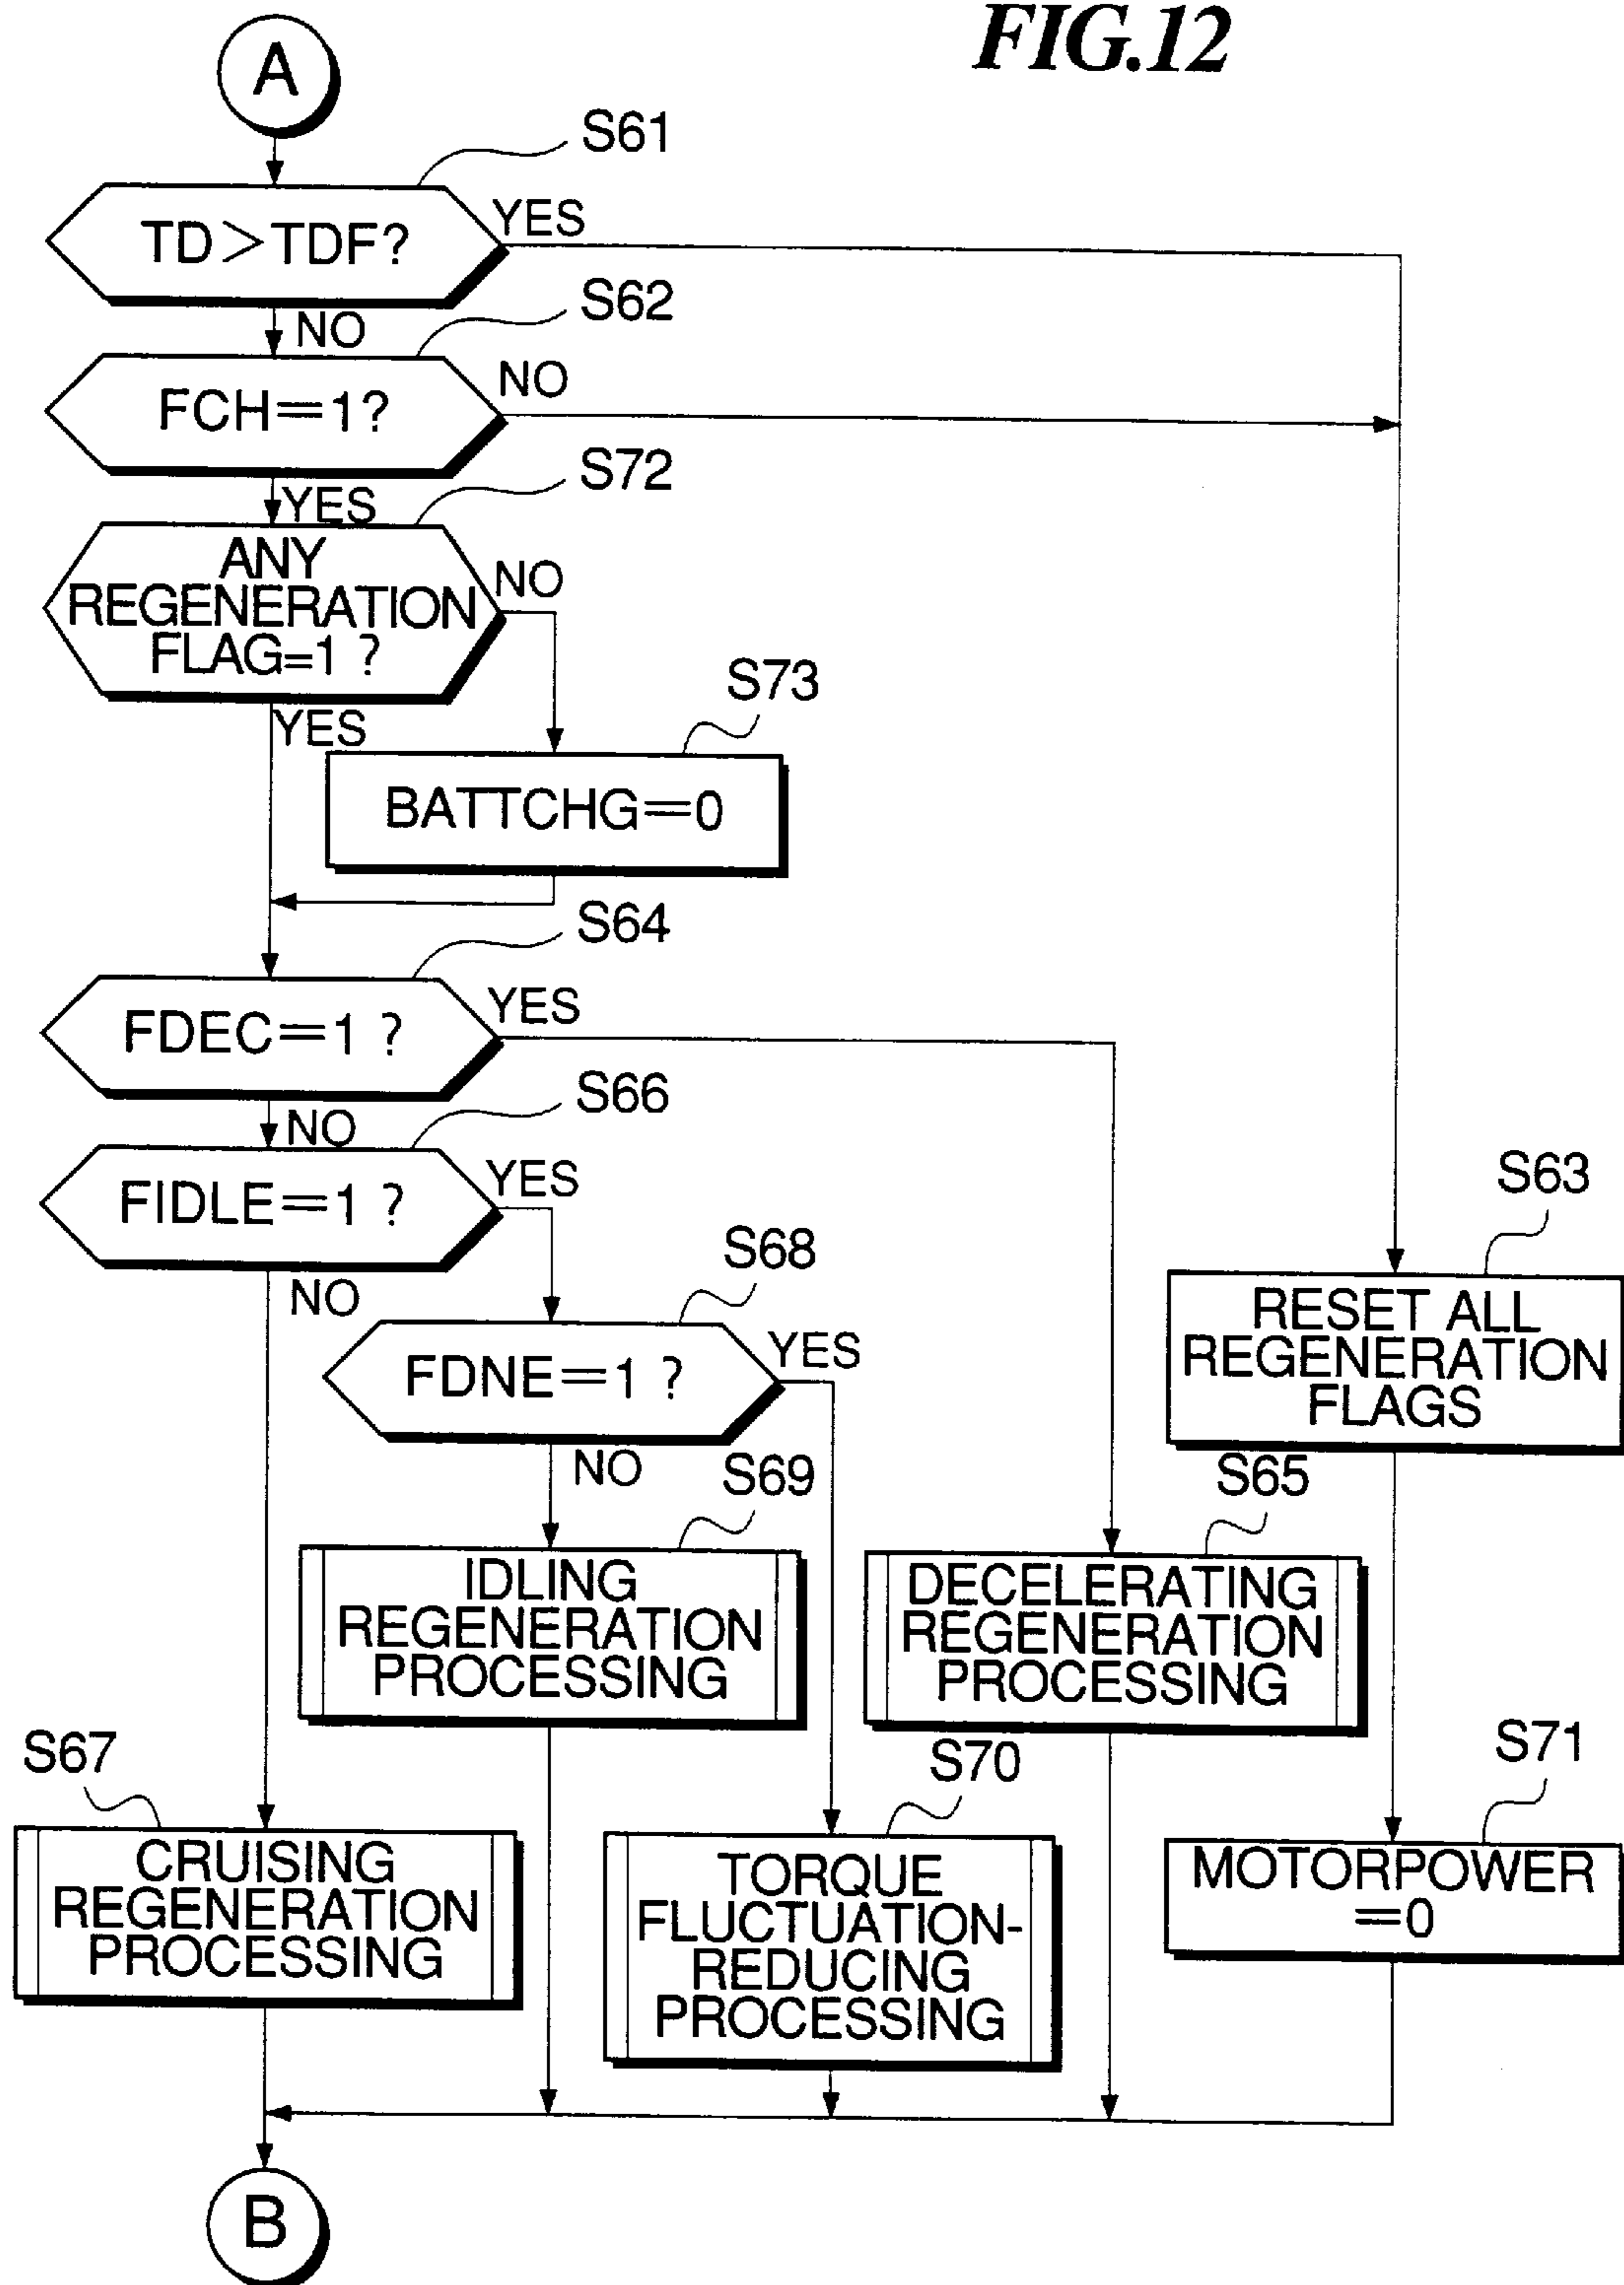 FIG.12
A
S61
TD>TDF?
YES
NO
S62
FCH=1?
NO
YES
S72
ANY
REGENERATION
FLAG=1 ?
NO
YES
S73
BATTCHG=0
S64
FDEC=1 ?
YES
NO
S66
FIDLE=1 ?
YES
NO
S68
FDNE=1 ?
YES
NO
S63
RESET ALL
REGENERATION
FLAGS
S69
IDLING
REGENERATION
PROCESSING
S65
DECELERATING
REGENERATION
PROCESSING
S67
CRUISING
REGENERATION
PROCESSING
S70
TORQUE
FLUCTUATION-
REDUCING
PROCESSING
S71
MOTORPOWER
=0
B